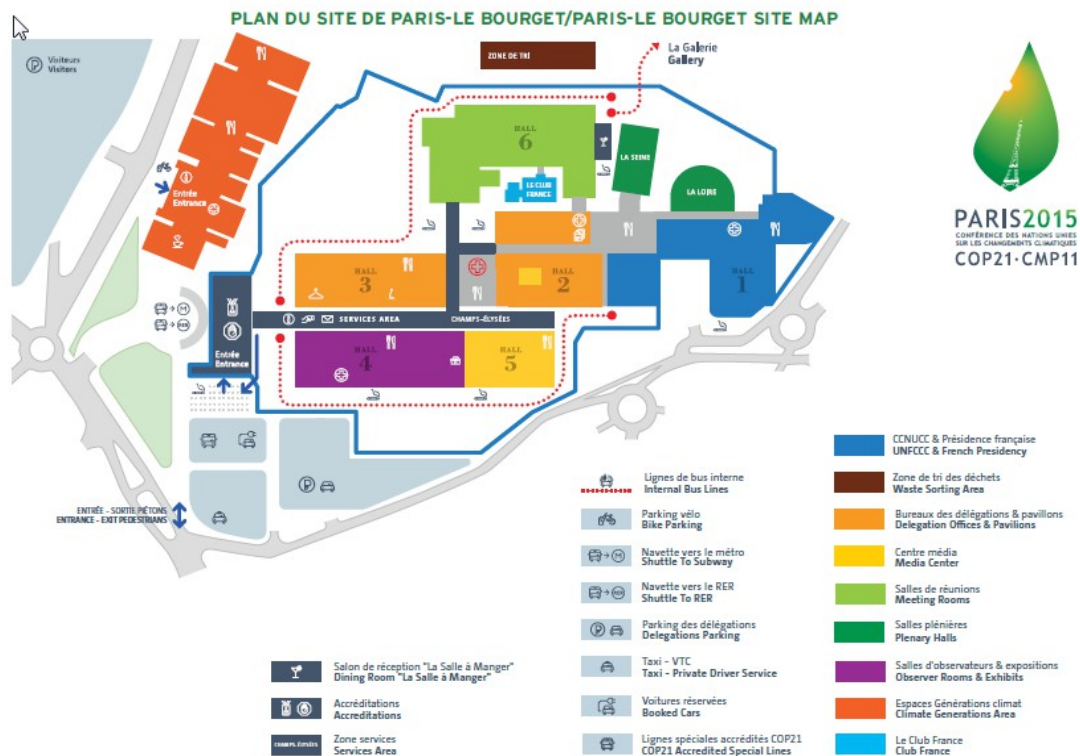 PLAN DU SITE DE PARIS-LE BOURGET/PARIS-LE BOURGET SITE MAP
Visiteurs
Visitors
ZONE DE TRI
La Galerie
Gallery
HALL
6
LA SEINE
LE CLUB
FRANCE
LA LOIRE
Entrée
Entrance
HALL
3
HALL
2
HALL
1
M
RER
SERVICES AREA
CHAMPS-ÉLYSÉES
Entrée
Entrance
HALL
4
HALL
5
ENTRÉE - SORTIE PIÉTONS
ENTRANCE - EXIT PEDESTRIANS
PARIS2015
CONFÉRENCE DES NATIONS UNIES
SUR LES CHANGEMENTS CLIMATIQUES
COP21·CMP11
Salon de réception "La Salle à Manger"
Dining Room "La Salle à Manger"
Accréditations
Accreditations
CHAMPS-ÉLYSÉES
Zone services
Services Area
Lignes de bus interne
Internal Bus Lines
Parking vélo
Bike Parking
Navette vers le métro
Shuttle To Subway
Navette vers le RER
Shuttle To RER
Parking des délégations
Delegations Parking
Taxi - VTC
Taxi - Private Driver Service
Voitures réservées
Booked Cars
Lignes spéciales accrédités COP21
COP21 Accredited Special Lines
CCNUCC & Présidence française
UNFCCC & French Presidency
Zone de tri des déchets
Waste Sorting Area
Bureaux des délégations & pavillons
Delegation Offices & Pavilions
Centre média
Media Center
Salles de réunions
Meeting Rooms
Salles plénières
Plenary Halls
Salles d'observateurs & expositions
Observer Rooms & Exhibits
Espaces Générations climat
Climate Generations Area
Le Club France
Club France